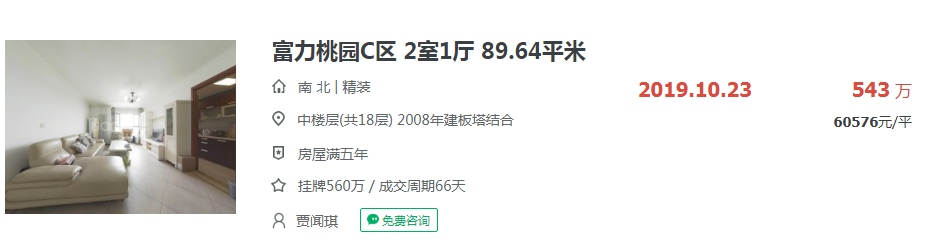 富力桃园C区 2室1厅 89.64平米
南 北 | 精装
2019.10.23
543 万
中楼层(共18层) 2008年建板塔结合
60576元/平
房屋满五年
挂牌560万 / 成交周期66天
贾闻琪
免费咨询